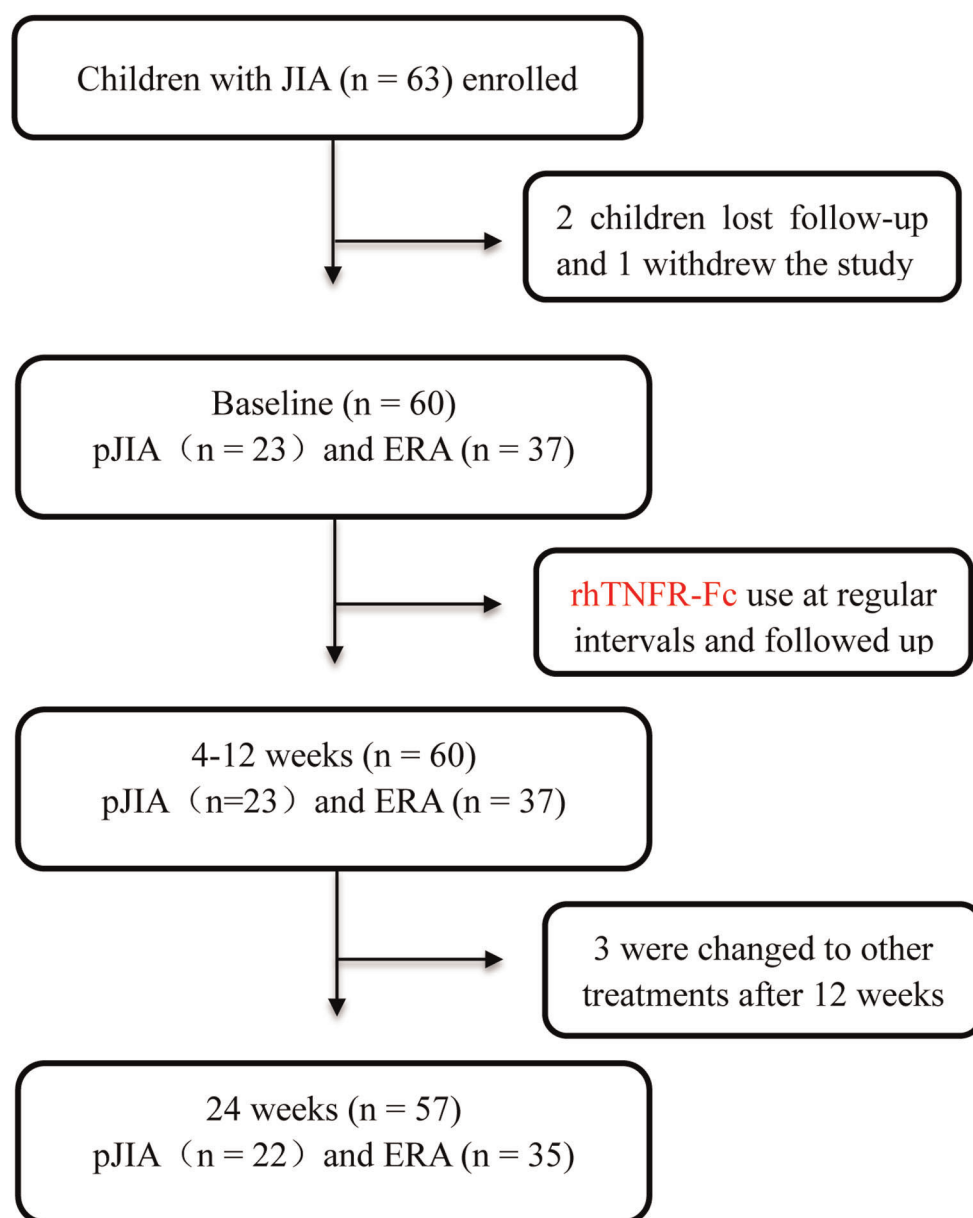 Children with JIA (n = 63) enrolled
2 children lost follow-up
and 1 withdrew the study
Baseline (n = 60)
pJIA（n = 23）and ERA (n = 37)
rhTNFR-Fc use at regular
intervals and followed up
4-12 weeks (n = 60)
pJIA（n=23）and ERA (n = 37)
3 were changed to other
treatments after 12 weeks
24 weeks (n = 57)
pJIA（n = 22）and ERA (n = 35)